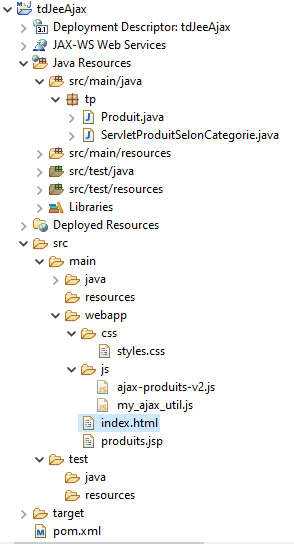 tdJeeAjax
3.1 Deployment Descriptor: tdJeeAjax
JAX-WS Web Services
Java Resources
src/main/java
tp
J Produit.java
J ServletProduitSelonCategorie.java
src/main/resources
src/test/java
src/test/resources
Libraries
Deployed Resources
src
main
java
resources
webapp
css
styles.css
js
ajax-produits-v2.js
my_ajax_util.js
index.html
produits.jsp
test
java
resources
target
pom.xml